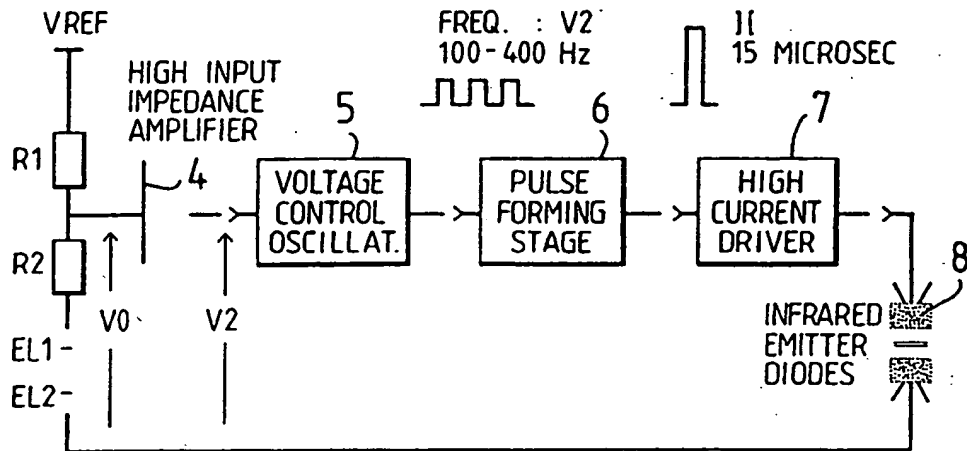 VREF
HIGH INPUT
IMPEDANCE
AMPLIFIER
FREQ. : V2
100-400 Hz
15 MICROSEC
R1
4
5
VOLTAGE
CONTROL
OSCILLAT.
6
PULSE
FORMING
STAGE
7
HIGH
CURRENT
DRIVER
R2
V0
V2
EL1
EL2
8
INFRARED
EMITTER
DIODES